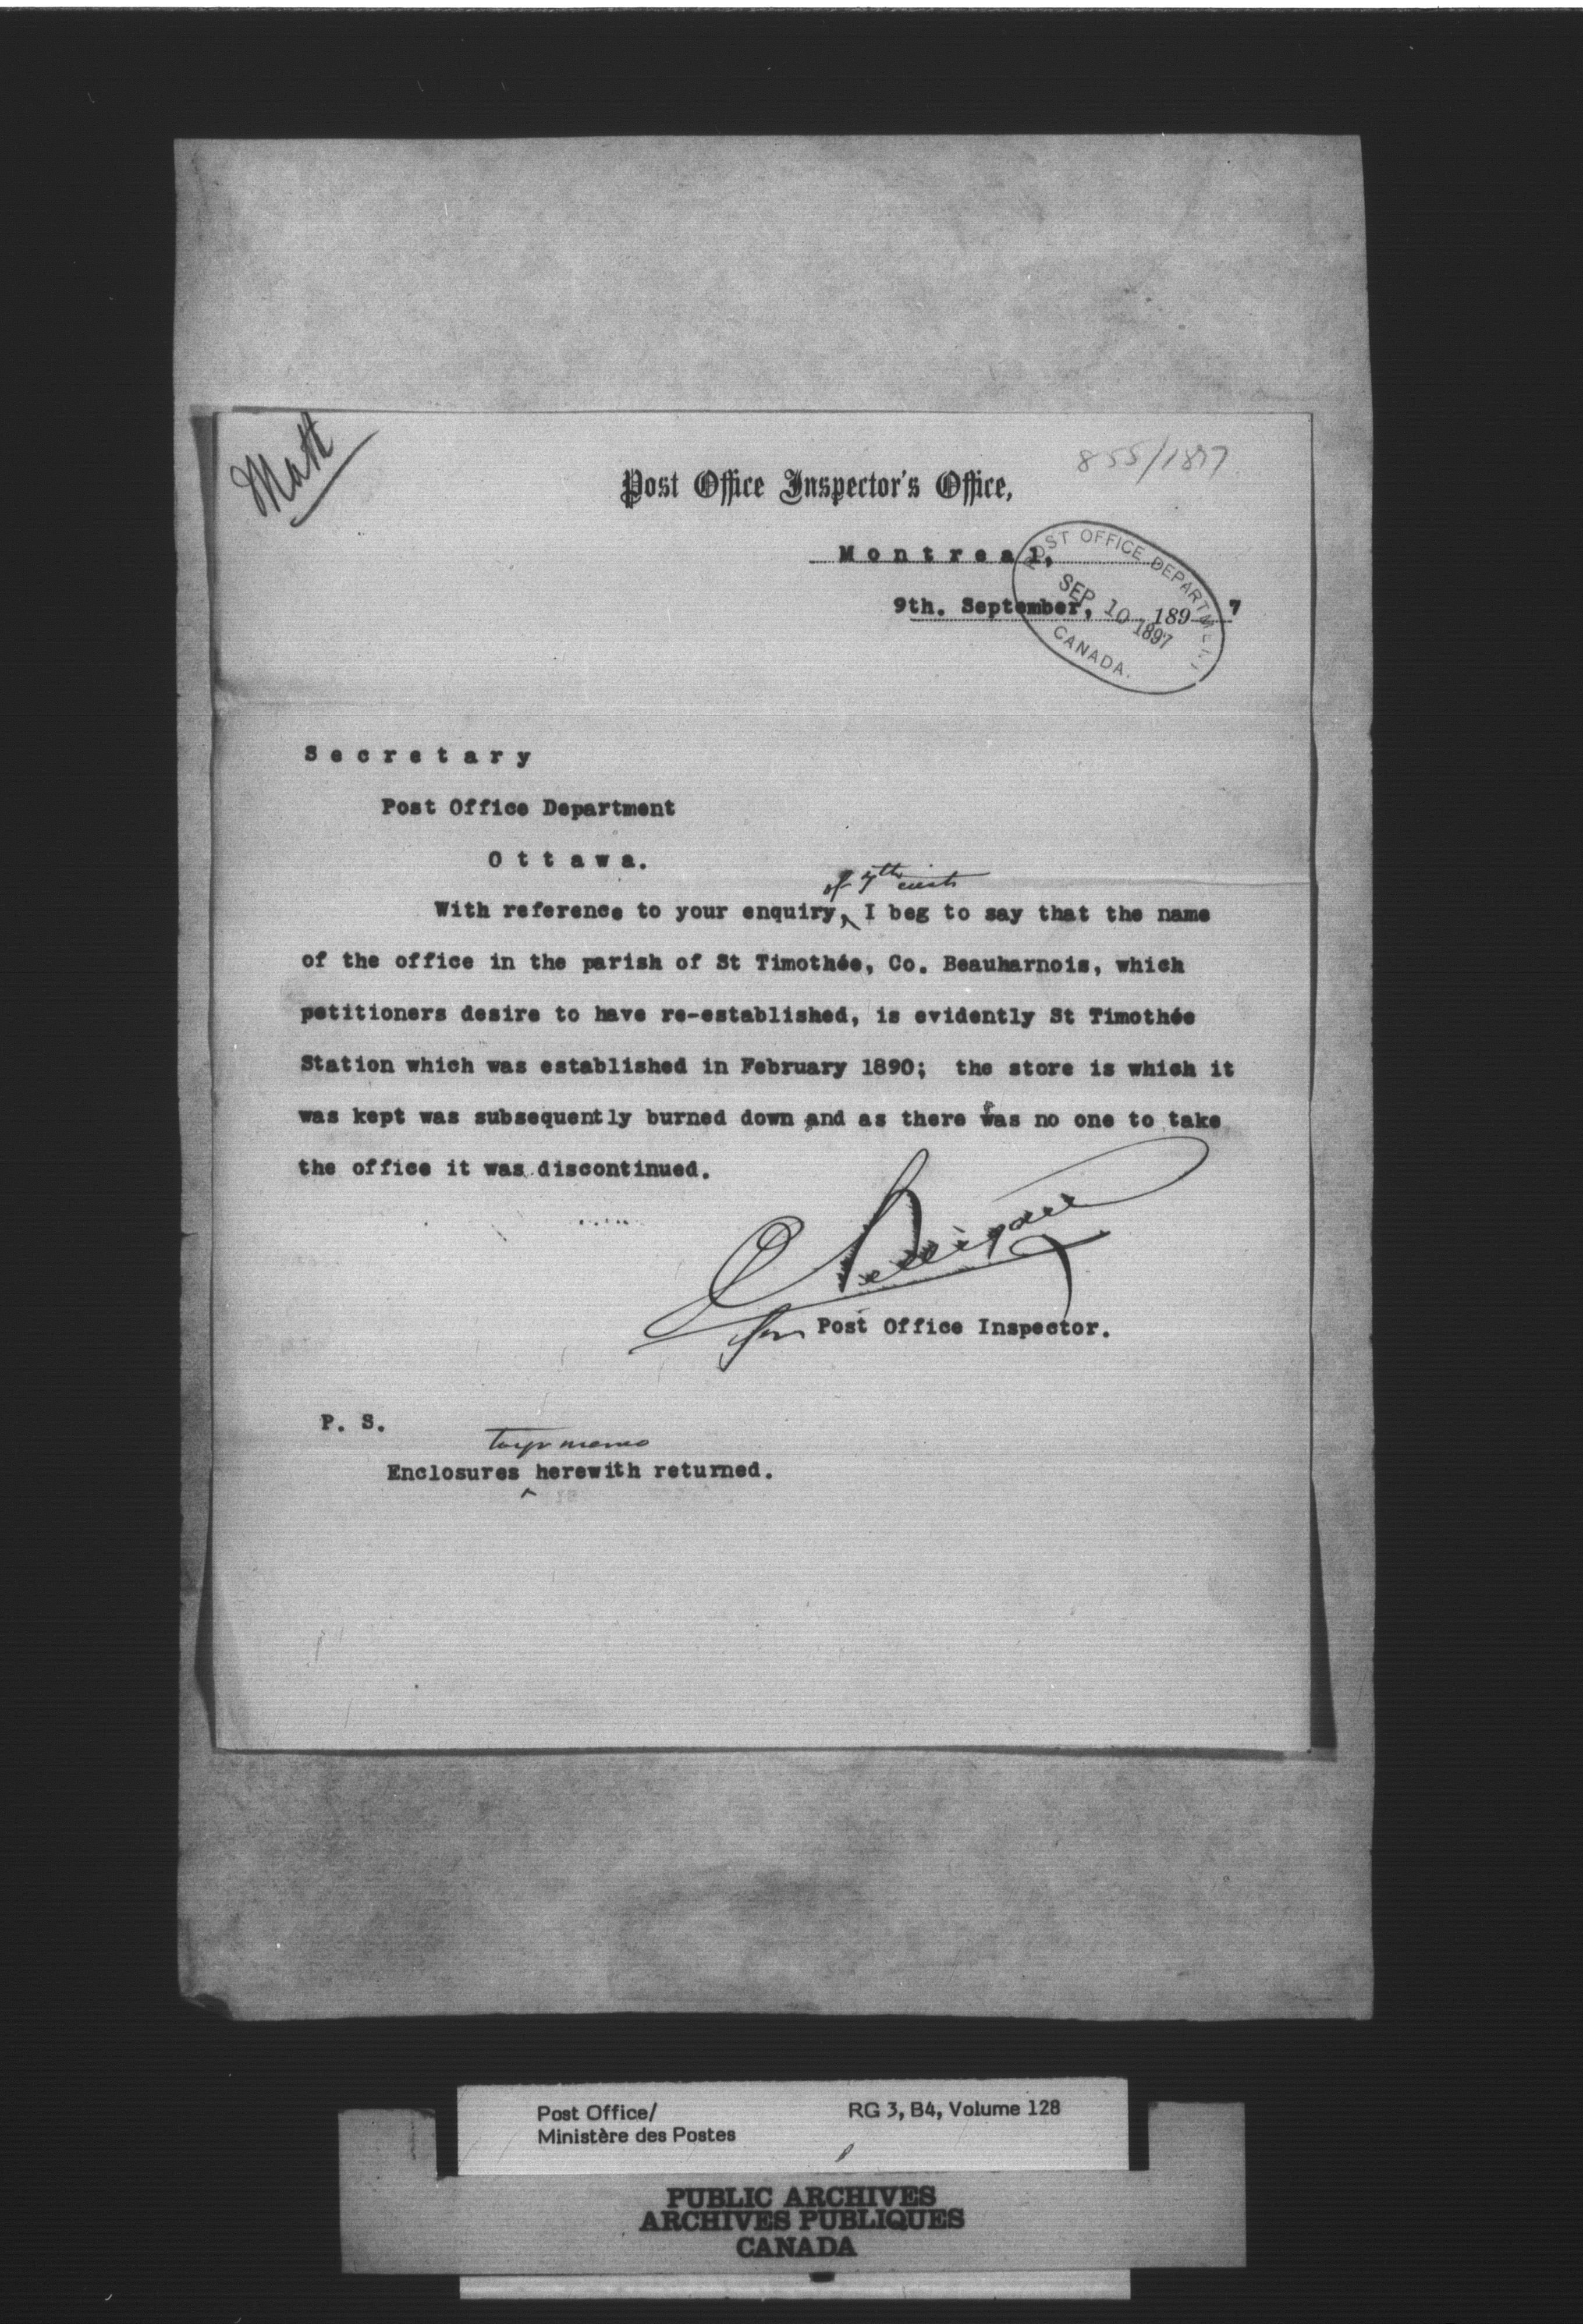 Matt
855/1897
Post Office Inspector's Office,
Montreal,
9th. September, 1897
POST OFFICE DEPARTMENT
SEP 10 1897
CANADA.
Secretary
Post Office Department
Ottawa.
of 7th inst
With reference to your enquiry, I beg to say that the name
of the office in the parish of St Timothée, Co. Beauharnois, which
petitioners desire to have re-established, is evidently St Timothée
Station which was established in February 1890; the store is which it
was kept was subsequently burned down and as there was no one to take
the office it was discontinued.
for Post Office Inspector.
P. S.
memo
Enclosures herewith returned.
Post Office/
Ministère des Postes
RG 3, B4, Volume 128
PUBLIC ARCHIVES
ARCHIVES PUBLIQUES
CANADA